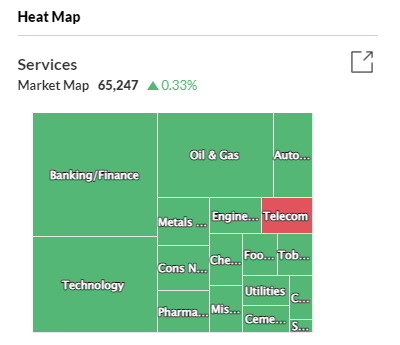 Heat Map
Services
Market Map 65,247 ▲ 0.33%
Banking/Finance
Oil & Gas
Auto...
Metals ...
Engine...
Telecom
Technology
Cons N...
Che...
Foo...
Tob...
Pharma...
Mis...
Utilities
C...
Ceme...
S...